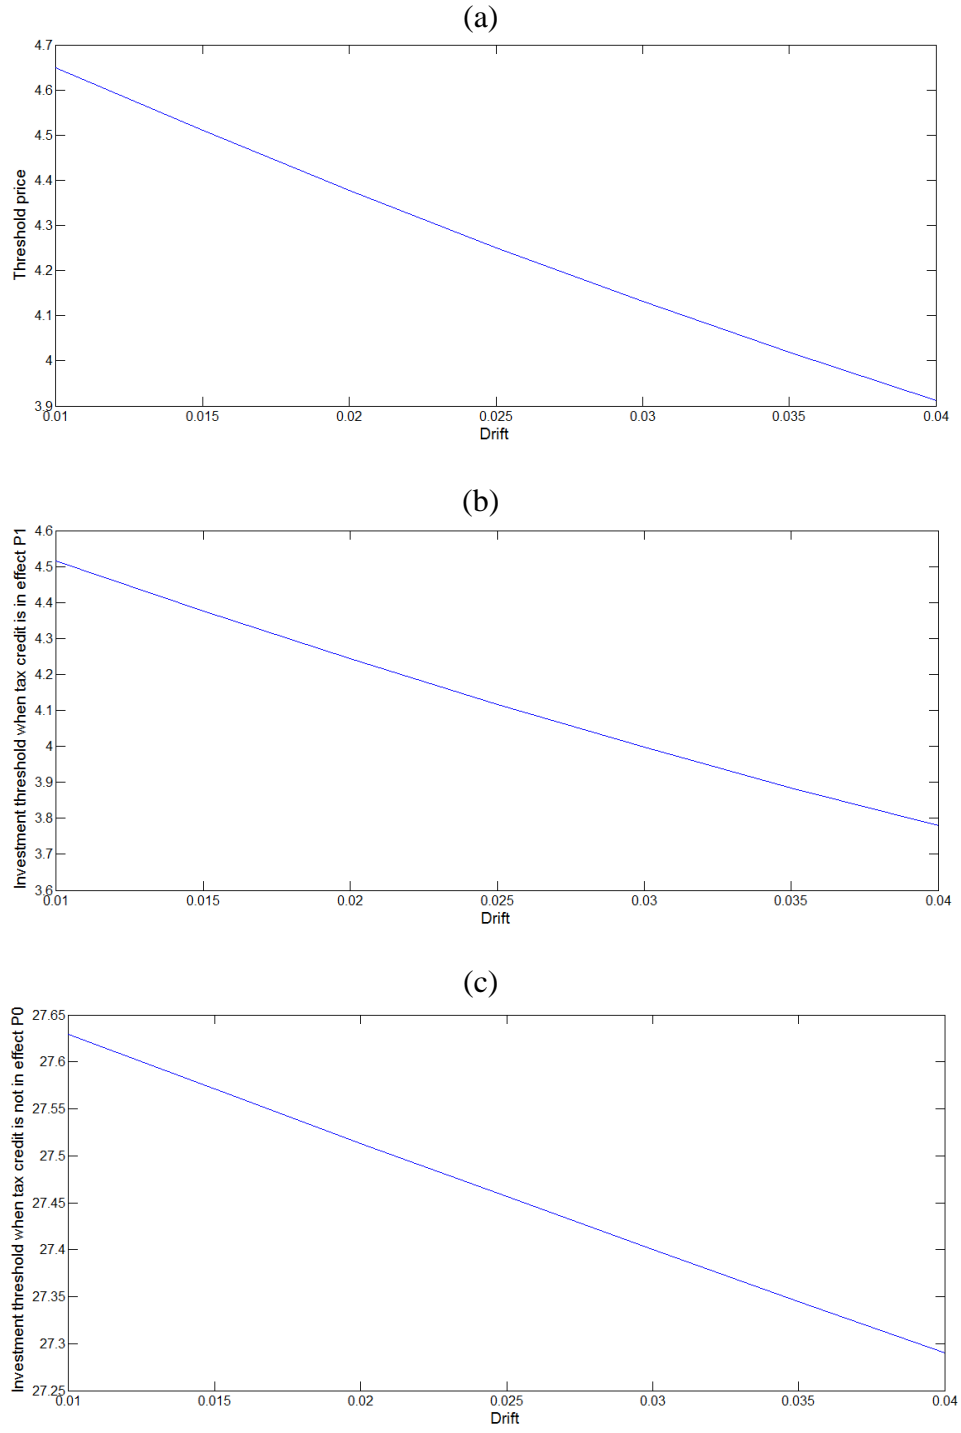 (a)
Threshold price
4.7
4.6
4.5
4.4
4.3
4.2
4.1
4
3.9
0.01 0.015 0.02 0.025 0.03 0.035 0.04
Drift
(b)
Investment threshold when tax credit is in effect P1
4.6
4.5
4.4
4.3
4.2
4.1
4
3.9
3.8
3.7
3.6
0.01 0.015 0.02 0.025 0.03 0.035 0.04
Drift
(c)
Investment threshold when tax credit is not in effect P0
27.65
27.6
27.55
27.5
27.45
27.4
27.35
27.3
27.25
0.01 0.015 0.02 0.025 0.03 0.035 0.04
Drift